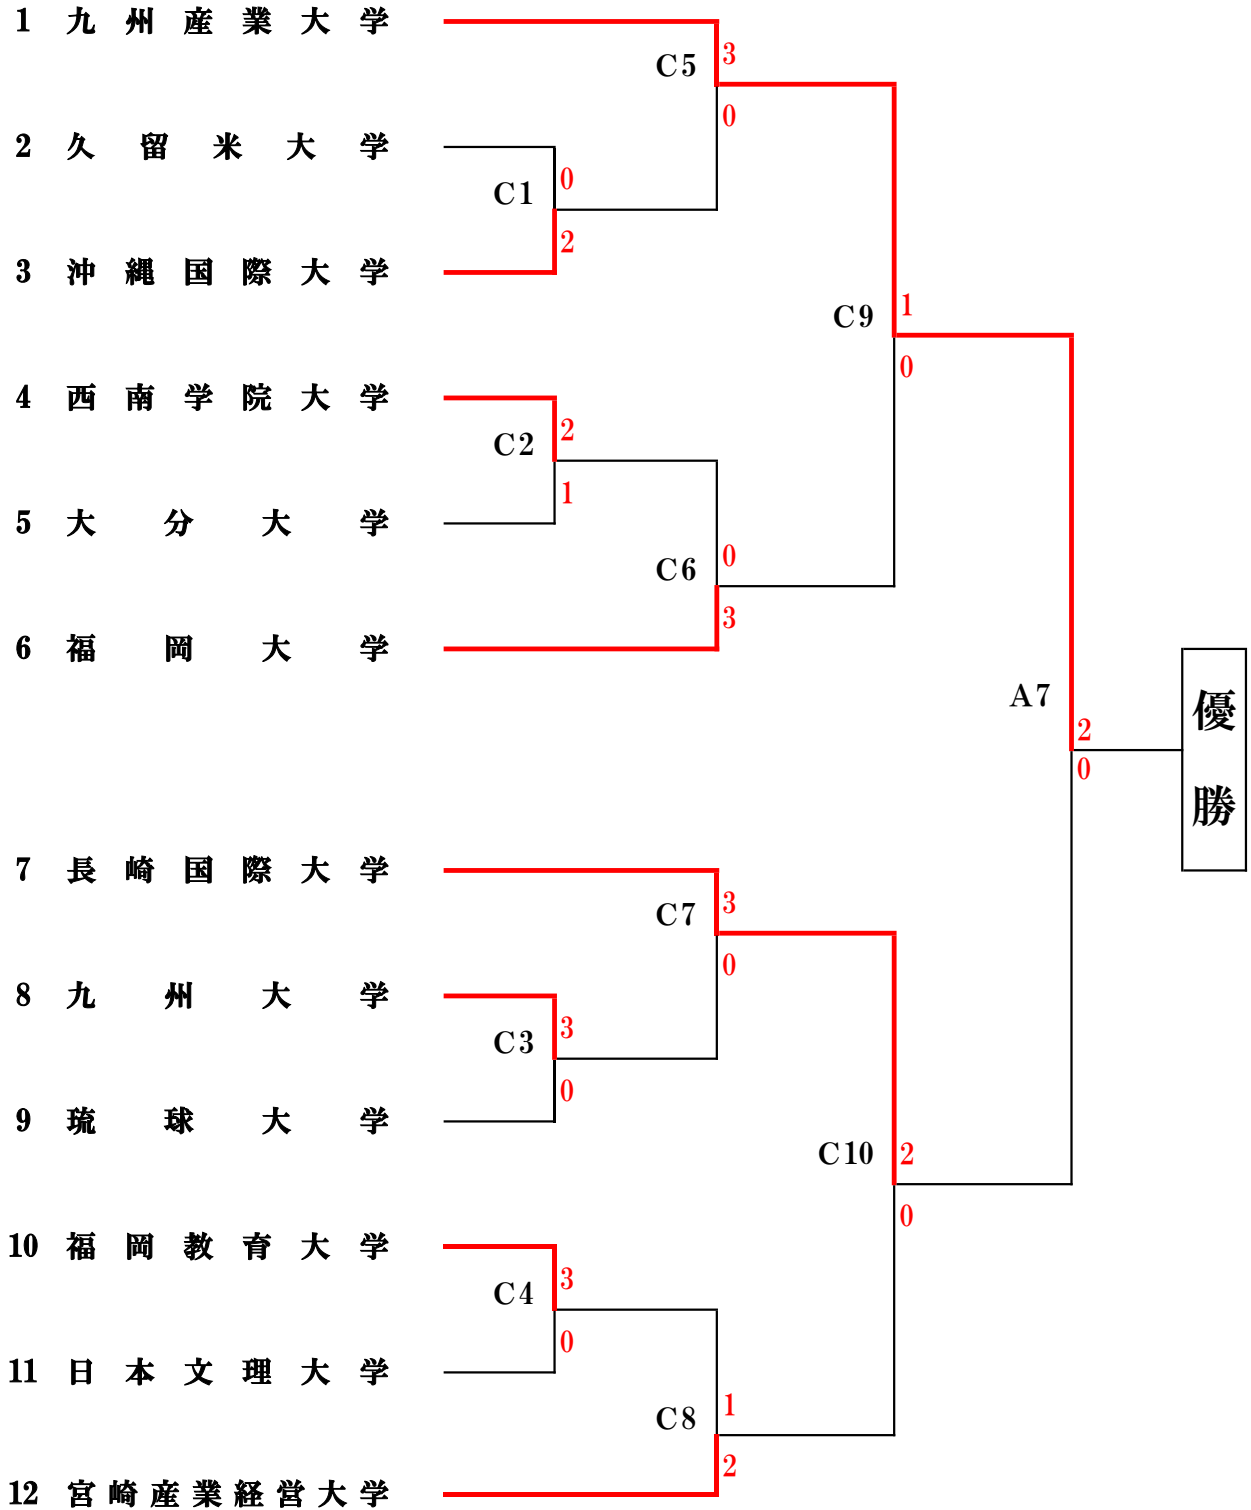 1 九州産業大学
3
C5
0
2 久留米大学
0
C1
2
3 沖縄国際大学
1
C9
0
4 西南学院大学
2
C2
1
5 大分大学
0
C6
3
6 福岡大学
A7
2
0
優勝
7 長崎国際大学
3
C7
0
8 九州大学
3
C3
0
9 琉球大学
2
C10
0
10 福岡教育大学
3
C4
0
11 日本文理大学
1
C8
2
12 宮崎産業経営大学